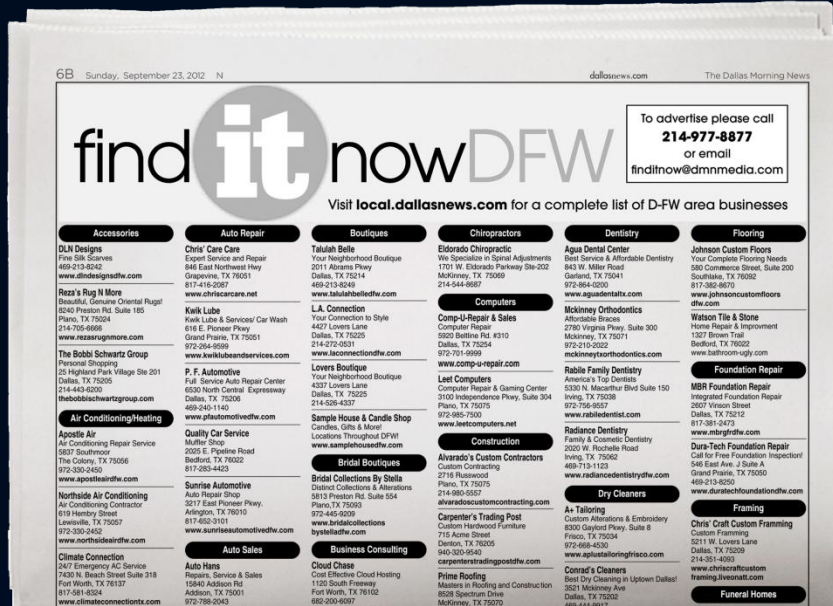 6B Sunday, September 23, 2012 N
dallasnews.com
The Dallas Morning News
find it nowDFW
To advertise please call
214-977-8877
or email
finditnow@dmnmedia.com
Visit local.dallasnews.com for a complete list of D-FW area businesses
Accessories
DLN Designs
Fine Silk Scarves
469-213-8242
www.dlndesignsdfw.com
Reza's Rug N More
Beautiful, Genuine Oriental Rugs!
8240 Preston Rd. Suite 185
Plano, TX 75024
214-705-6666
www.rezasrugnmore.com
The Bobbi Schwartz Group
Personal Shopping
25 Highland Park Village Ste 201
Dallas, TX 75205
214-443-6200
thebobbischwartzgroup.com
Air Conditioning/Heating
Apostle Air
Air Conditioning Repair Service
5837 Southmoor
The Colony, TX 75056
972-330-2450
www.apostleairdfw.com
Northside Air Conditioning
Air Conditioning Contractor
619 Hembry Street
Lewisville, TX 75057
972-330-2452
www.northsideairdfw.com
Climate Connection
24/7 Emergency AC Service
7430 N. Beach Street Suite 318
Fort Worth, TX 76137
817-581-8324
www.climateconnectiontx.com
Auto Repair
Chris' Care Care
Expert Service and Repair
846 East Northwest Hwy
Grapevine, TX 76051
817-416-2087
www.chriscarcare.net
Kwik Lube
Kwik Lube & Services/ Car Wash
616 E. Pioneer Pkwy
Grand Prairie, TX 75051
972-264-9599
www.kwiklubeandservices.com
P. F. Automotive
Full Service Auto Repair Center
6530 North Central Expressway
Dallas, TX 75206
469-240-1140
www.pfautomotivedfw.com
Quality Car Service
Muffler Shop
2025 E. Pipeline Road
Bedford, TX 76022
817-283-4423
Sunrise Automotive
Auto Repair Shop
3217 East Pioneer Pkwy.
Arlington, TX 76010
817-652-3101
www.sunriseautomotivedfw.com
Auto Sales
Auto Hans
Repairs, Service & Sales
15840 Addison Rd
Addison, TX 75001
972-788-2043
Boutiques
Talulah Belle
Your Neighborhood Boutique
2011 Abrams Pkwy
Dallas, TX 75214
469-213-8249
www.talulahbelledfw.com
L.A. Connection
Your Connection to Style
4427 Lovers Lane
Dallas, TX 75225
214-272-0531
www.laconnectiondfw.com
Lovers Boutique
Your Neighborhood Boutique
4337 Lovers Lane
Dallas, TX 75225
214-526-4337
Sample House & Candle Shop
Candles, Gifts & More!
Locations Throughout DFW!
www.samplehousedfw.com
Bridal Boutiques
Bridal Collections By Stella
Distinct Collections & Alterations
5813 Preston Rd. Suite 554
Plano,TX 75093
972-445-9209
www.bridalcollections
bystelladfw.com
Business Consulting
Cloud Chase
Cost Effective Cloud Hosting
1120 South Freeway
Fort Worth, TX 76102
682-200-6097
Chiropractors
Eldorado Chiropractic
We Specialize in Spinal Adjustments
1701 W. Eldorado Parkway Ste-202
McKinney, TX 75069
214-544-8687
Computers
Comp-U-Repair & Sales
Computer Repair
5920 Beltline Rd. #310
Dallas, TX 75254
972-701-9999
www.comp-u-repair.com
Leet Computers
Computer Repair & Gaming Center
3100 Independence Pkwy, Suite 304
Plano, TX 75075
972-985-7500
www.leetcomputers.net
Construction
Alvarado's Custom Contractors
Custom Contracting
2716 Russwood
Plano, TX 75075
214-980-5557
alvaradoscustomcontracting.com
Carpenter's Trading Post
Custom Hardwood Furniture
715 Acme Street
Denton, TX 76205
940-320-9540
carpenterstradingpostdfw.com
Prime Roofing
Masters in Roofing and Construction
8528 Spectrum Drive
McKinney, TX 75070
Dentistry
Agua Dental Center
Best Service & Affordable Dentistry
843 W. Miller Road
Garland, TX 75041
972-864-0200
www.aguadentaltx.com
Mckinney Orthodontics
Affordable Braces
2780 Virginia Pkwy. Suite 300
Mckinney, TX 75071
972-210-2022
mckinneytxorthodontics.com
Rabile Family Dentistry
America's Top Dentists
5330 N. Macarthur Blvd Suite 150
Irving, TX 75038
972-756-9557
www.rabiledentist.com
Radiance Dentistry
Family & Cosmetic Dentistry
2020 W. Rochelle Road
Irving, TX 75062
469-713-1123
www.radiancedentistrydfw.com
Dry Cleaners
A+ Tailoring
Custom Alterations & Embroidery
8300 Gaylord Pkwy. Suite 8
Frisco, TX 75034
972-668-4530
www.aplustailoringfrisco.com
Conrad's Cleaners
Best Dry Cleaning in Uptown Dallas!
3521 Mckinney Ave
Dallas, TX 75202
469-444-9917
Flooring
Johnson Custom Floors
Your Complete Flooring Needs
580 Commerce Street, Suite 200
Southlake, TX 76092
817-382-8670
www.johnsoncustomfloors
dfw.com
Watson Tile & Stone
Home Repair & Improvment
1327 Brown Trail
Bedford, TX 76022
www.bathroom-ugly.com
Foundation Repair
MBR Foundation Repair
Integrated Foundation Repair
2607 Vinson Street
Dallas, TX 75212
817-381-2473
www.mbrgfrdfw.com
Dura-Tech Foundation Repair
Call for Free Foundation Inspection!
546 East Ave. J Suite A
Grand Prairie, TX 75050
469-213-8250
www.duratechfoundationdfw.com
Framing
Chris' Craft Custom Framming
Custom Framming
5211 W. Lovers Lane
Dallas, TX 75209
214-351-4093
www.chriscraftcustom
framing.liveonatt.com
Funeral Homes